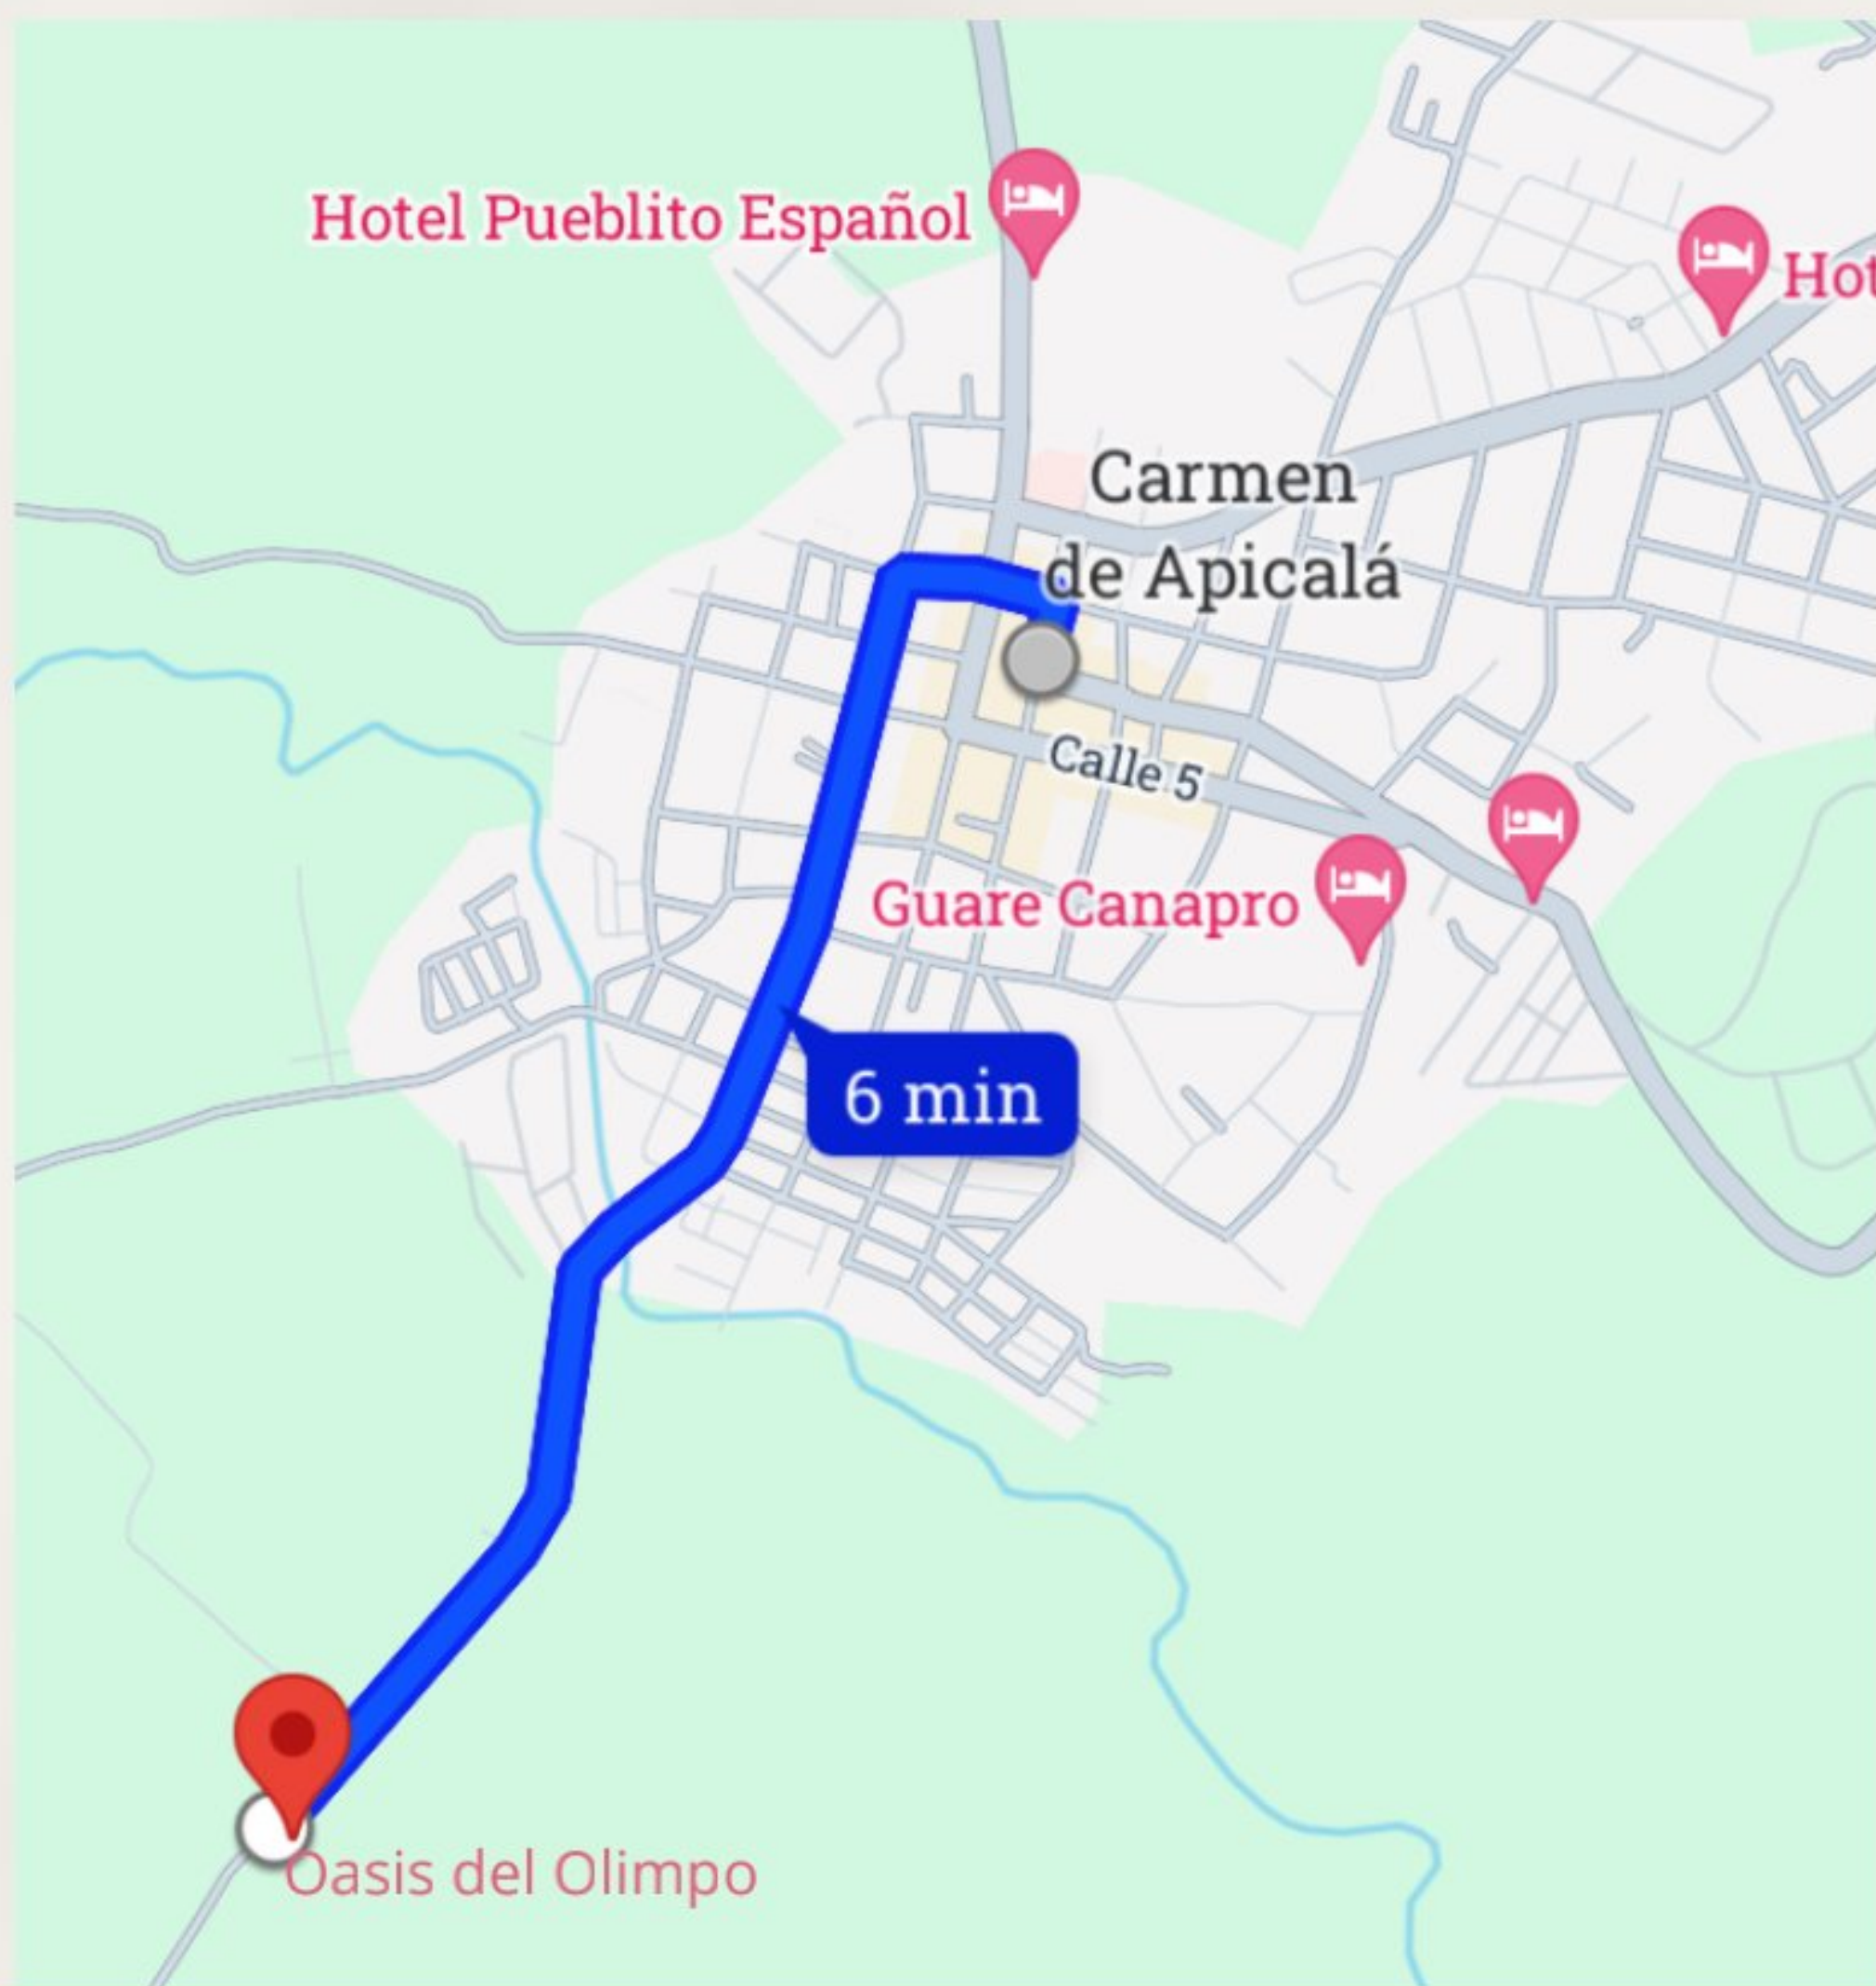 Hotel Pueblito Español
Hot
Carmen
de Apicalá
Calle 5
Guare Canapro
6 min
Oasis del Olimpo